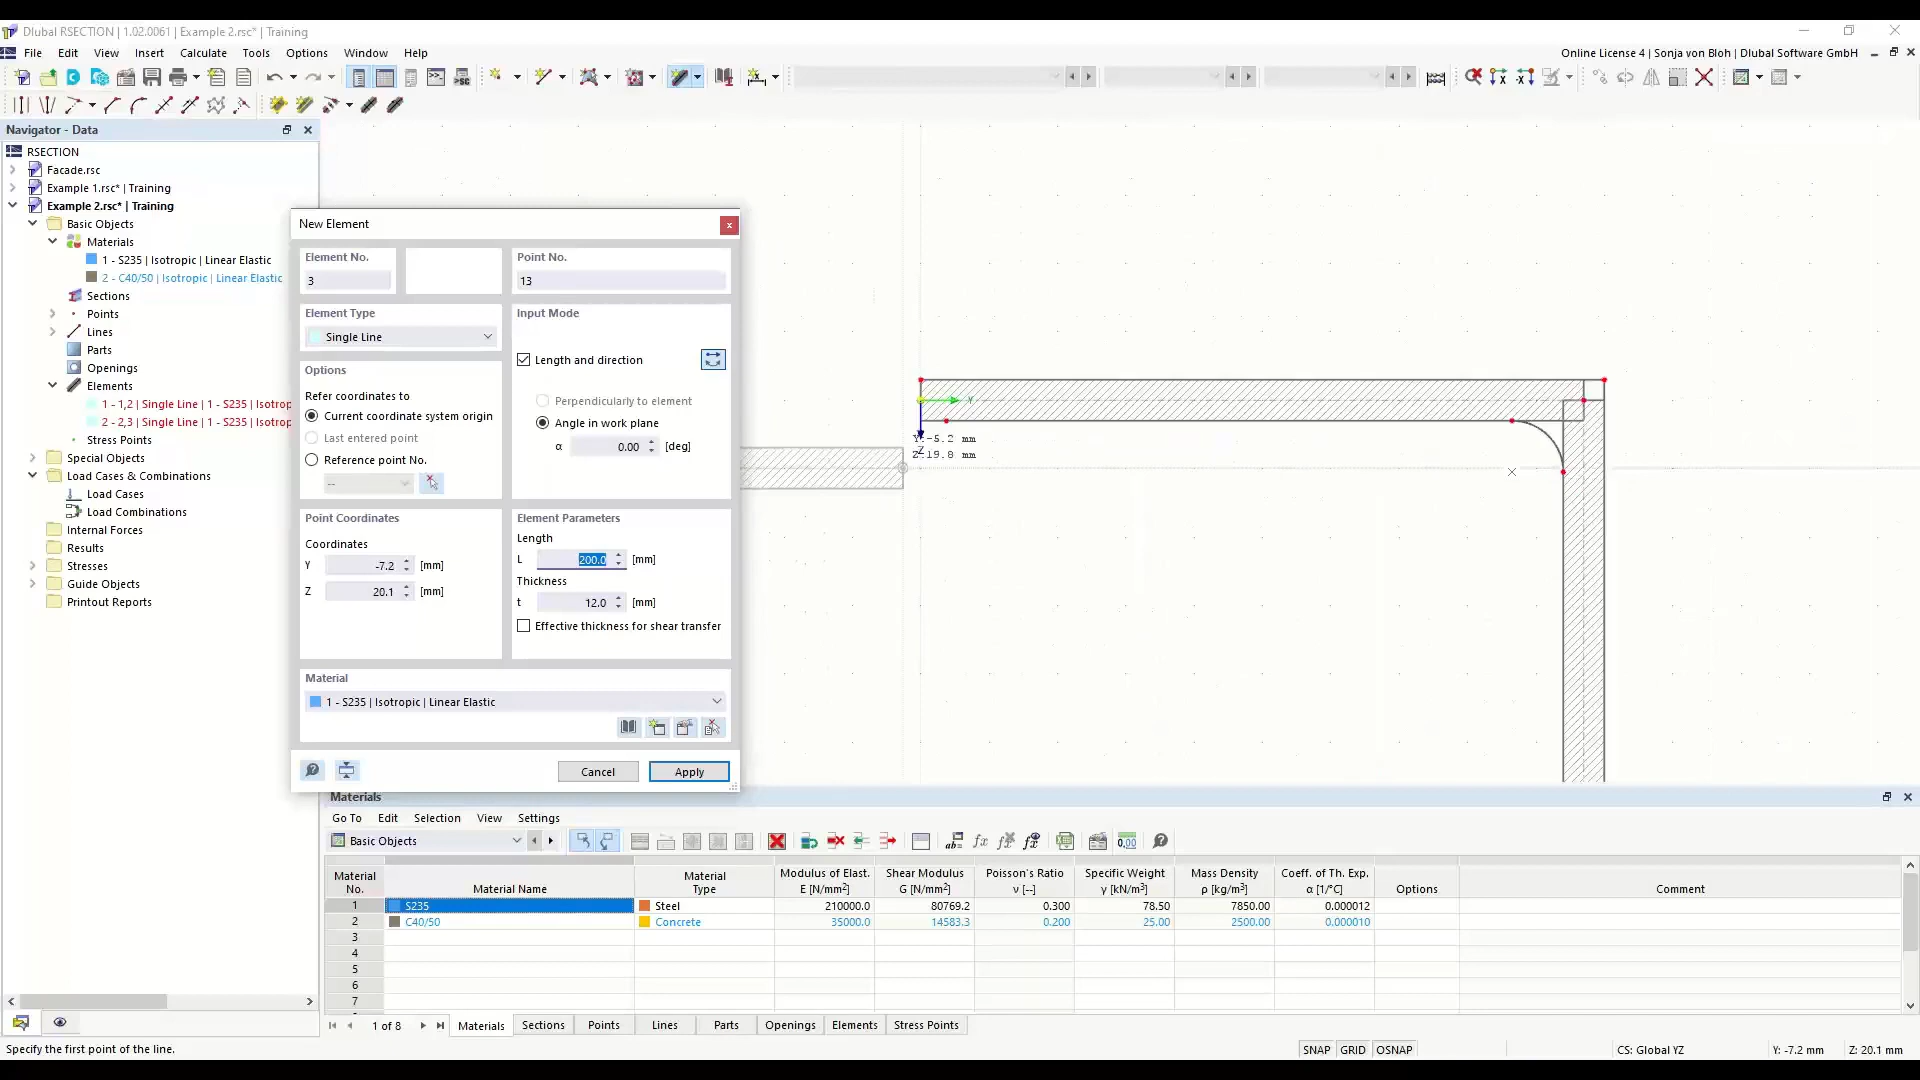 Dlubal RSECTION | 1.02.0061 | Example 2.rsc* | Training
File Edit View Insert Calculate Tools Options Window Help
Online License 4 | Sonja von Bloh | Dlubal Software GmbH
Navigator - Data
RSECTION
Facade.rsc
Example 1.rsc* | Training
Example 2.rsc* | Training
Basic Objects
Materials
1 - S235 | Isotropic | Linear Elastic
2 - C40/50 | Isotropic | Linear Elastic
Sections
Points
Lines
Parts
Openings
Elements
1 - 1,2 | Single Line | 1 - S235 | Isotrop
2 - 2,3 | Single Line | 1 - S235 | Isotrop
Stress Points
Special Objects
Load Cases & Combinations
Load Cases
Load Combinations
Internal Forces
Results
Stresses
Guide Objects
Printout Reports
New Element
Element No.
3
Point No.
13
Element Type
Single Line
Input Mode
Length and direction
Perpendicularly to element
Angle in work plane
α 0.00 [deg]
Options
Refer coordinates to
Current coordinate system origin
Last entered point
Reference point No.
--
Point Coordinates
Coordinates
Y -7.2 [mm]
Z 20.1 [mm]
Element Parameters
Length
L 200.0 [mm]
Thickness
t 12.0 [mm]
Effective thickness for shear transfer
Material
1 - S235 | Isotropic | Linear Elastic
Cancel Apply
Y
Y:-5.2 mm
Z:19.8 mm
Materials
Go To Edit Selection View Settings
Basic Objects
Material No. Material Name Material Type Modulus of Elast. E [N/mm²] Shear Modulus G [N/mm²] Poisson's Ratio ν [--] Specific Weight γ [kN/m³] Mass Density ρ [kg/m³] Coeff. of Th. Exp. α [1/°C] Options Comment
1 S235 Steel 210000.0 80769.2 0.300 78.50 7850.00 0.000012
2 C40/50 Concrete 35000.0 14583.3 0.200 25.00 2500.00 0.000010
3
4
5
6
7
1 of 8 Materials Sections Points Lines Parts Openings Elements Stress Points
Specify the first point of the line.
SNAP GRID OSNAP CS: Global YZ Y: -7.2 mm Z: 20.1 mm